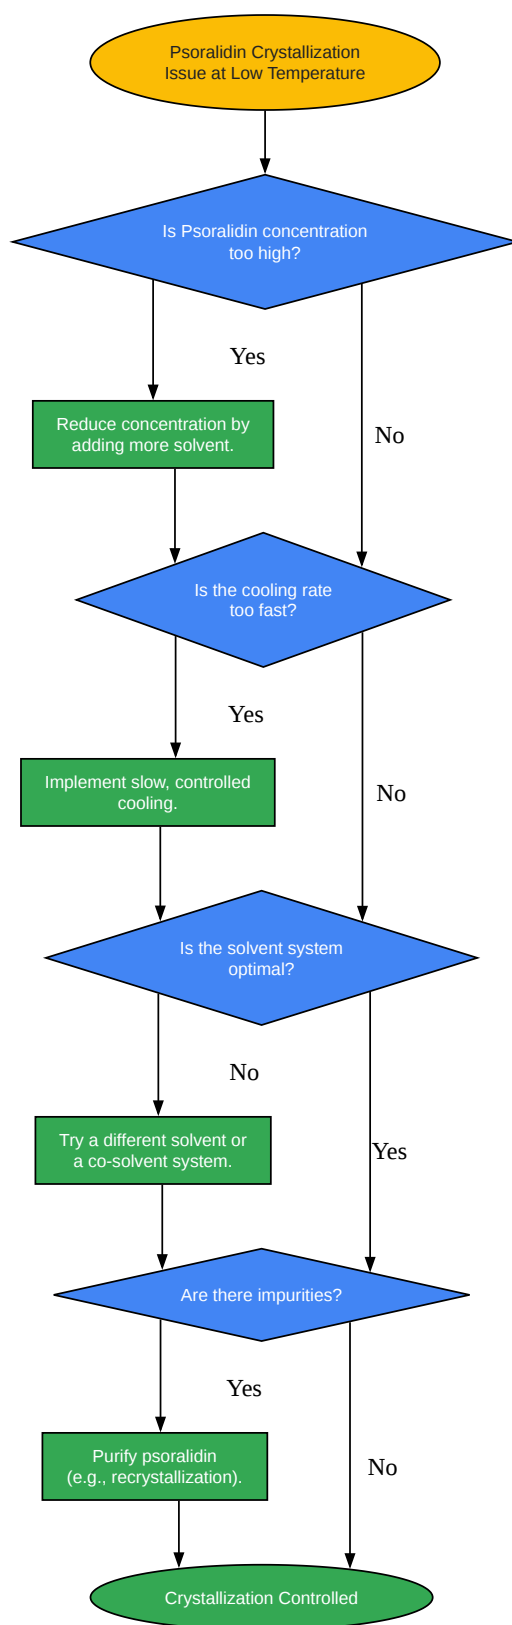 Psoralidin Crystallization
Issue at Low Temperature
Is Psoralidin concentration
too high?
Yes
Reduce concentration by
adding more solvent.
No
Is the cooling rate
too fast?
Yes
Implement slow, controlled
cooling.
No
Is the solvent system
optimal?
No
Try a different solvent or
a co-solvent system.
Yes
Are there impurities?
Yes
Purify psoralidin
(e.g., recrystallization).
No
Crystallization Controlled